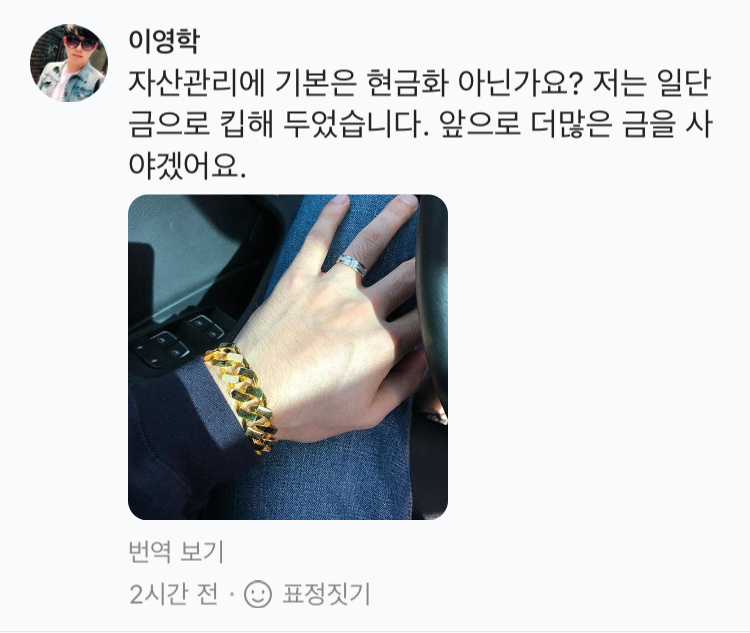 이영학
자산관리에 기본은 현금화 아닌가요? 저는 일단
금으로 킵해 두었습니다. 앞으로 더많은 금을 사
야겠어요.
번역 보기
2시간 전 · 표정짓기